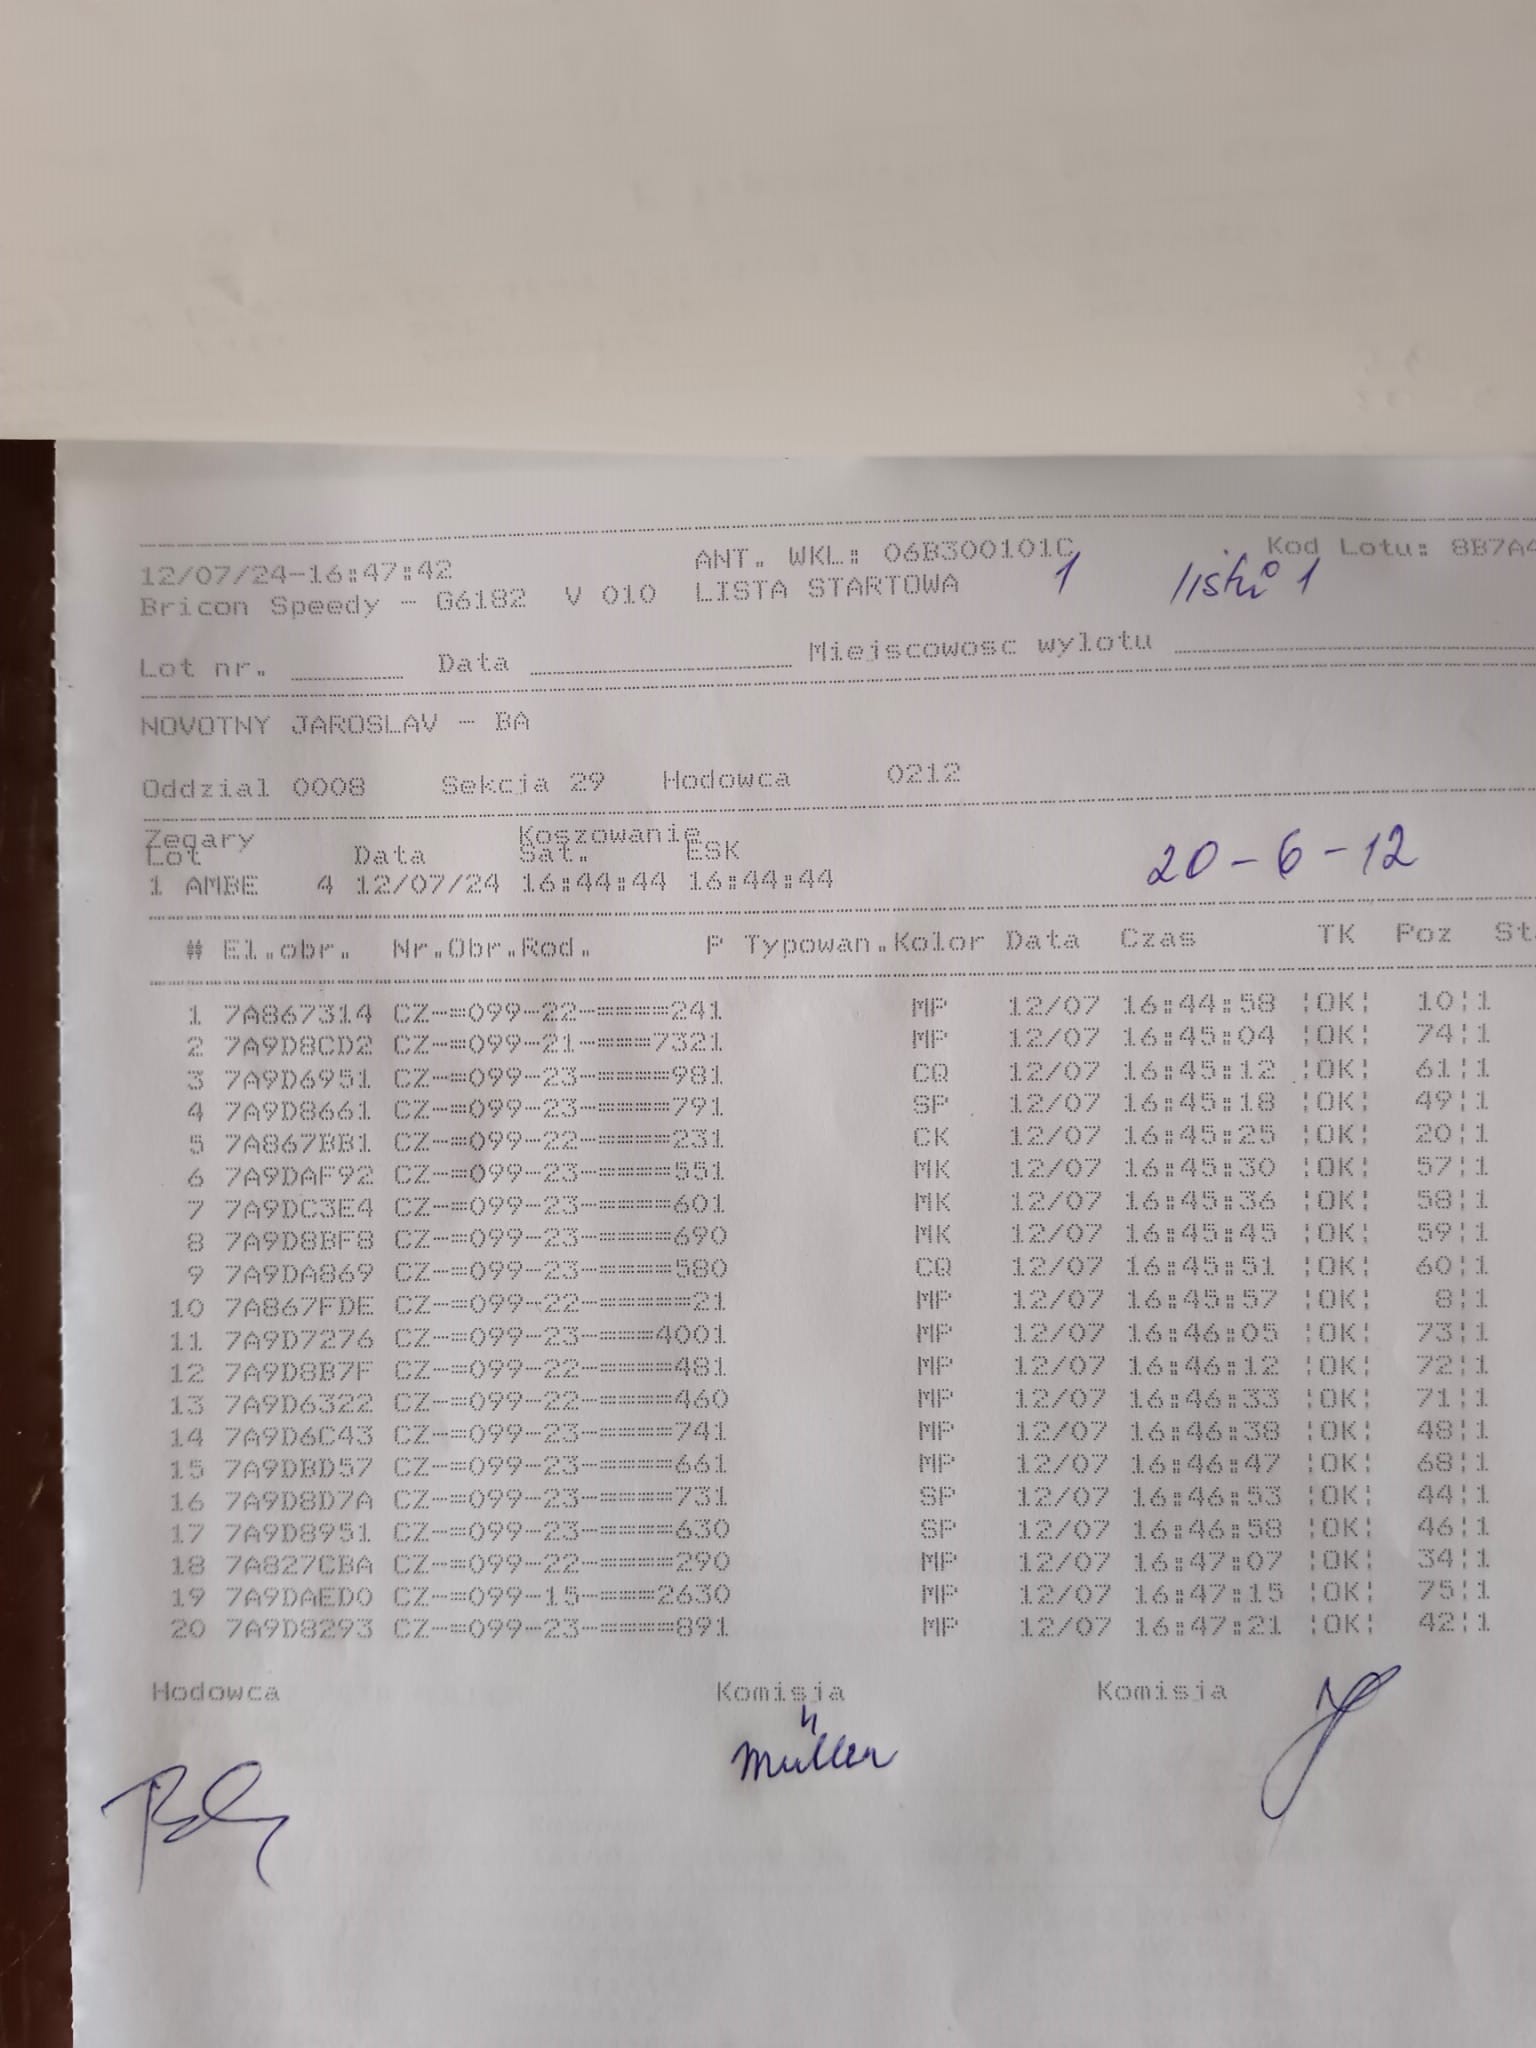 12/07/24-16:47:42 ANT. WKL: 06B300101C Kod Lotu: 8B7A4
Bricon Speedy - G6182 V 010 LISTA STARTOWA 1 listů 1
Lot nr. Data Miejscowosc wylotu
NOVOTNY JAROSLAV - BA
Oddzial 0008 Sekcja 29 Hodowca 0212
Zegary Koszowanie
Lot Data Sat. ESK
1 AMBE 4 12/07/24 16:44:44 16:44:44
20-6-12
# El.obr. Nr.Obr.Rod. P Typowan.Kolor Data Czas TK Poz St
1 7A867314 CZ-=099-22-====241 MP 12/07 16:44:58 ¦OK¦ 10¦1
2 7A9D8CD2 CZ-=099-21-===7321 MP 12/07 16:45:04 ¦OK¦ 74¦1
3 7A9D6951 CZ-=099-23-====981 CQ 12/07 16:45:12 ¦OK¦ 61¦1
4 7A9D8661 CZ-=099-23-====791 SP 12/07 16:45:18 ¦OK¦ 49¦1
5 7A867BB1 CZ-=099-22-====231 CK 12/07 16:45:25 ¦OK¦ 20¦1
6 7A9DAF92 CZ-=099-23-====551 MK 12/07 16:45:30 ¦OK¦ 57¦1
7 7A9DC3E4 CZ-=099-23-====601 MK 12/07 16:45:36 ¦OK¦ 58¦1
8 7A9D8BF8 CZ-=099-23-====690 MK 12/07 16:45:45 ¦OK¦ 59¦1
9 7A9DA869 CZ-=099-23-====580 CQ 12/07 16:45:51 ¦OK¦ 60¦1
10 7A867FDE CZ-=099-22-=====21 MP 12/07 16:45:57 ¦OK¦ 8¦1
11 7A9D7276 CZ-=099-23-===4001 MP 12/07 16:46:05 ¦OK¦ 73¦1
12 7A9D8B7F CZ-=099-22-====481 MP 12/07 16:46:12 ¦OK¦ 72¦1
13 7A9D6322 CZ-=099-22-====460 MP 12/07 16:46:33 ¦OK¦ 71¦1
14 7A9D6C43 CZ-=099-23-====741 MP 12/07 16:46:38 ¦OK¦ 48¦1
15 7A9DBD57 CZ-=099-23-====661 MP 12/07 16:46:47 ¦OK¦ 68¦1
16 7A9D8D7A CZ-=099-23-====731 SP 12/07 16:46:53 ¦OK¦ 44¦1
17 7A9D8951 CZ-=099-23-====630 SP 12/07 16:46:58 ¦OK¦ 46¦1
18 7A827CBA CZ-=099-22-====290 MP 12/07 16:47:07 ¦OK¦ 34¦1
19 7A9DAED0 CZ-=099-15-===2630 MP 12/07 16:47:15 ¦OK¦ 75¦1
20 7A9D8293 CZ-=099-23-====891 MP 12/07 16:47:21 ¦OK¦ 42¦1
Hodowca Komisja Komisja
Müller